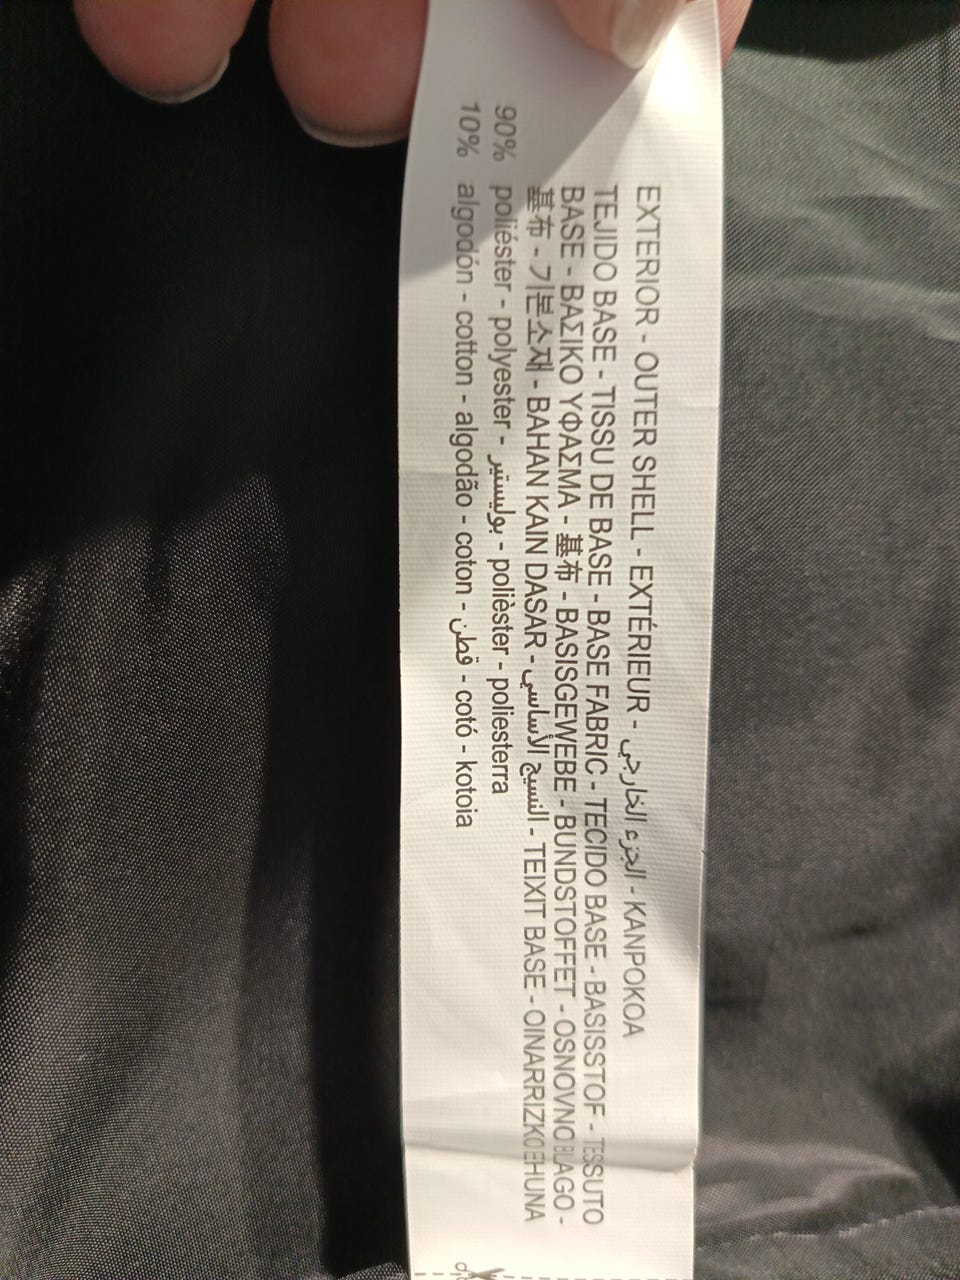 EXTERIOR - OUTER SHELL - EXTÉRIEUR - الجزء الخارجي - KANPOKOA
TEJIDO BASE - TISSU DE BASE - BASE FABRIC - TECIDO BASE - BASISSTOF - TESSUTO
BASE - ΒΑΣΙΚΟ ΥΦΑΣΜΑ - 基布 - BASISGEWEBE - BUNDSTOFFET - OSNOVNO BLAGO -
基布 - 기본소재 - BAHAN KAIN DASAR - النسيج الأساسي - TEIXIT BASE - OINARRIZKO EHUNA
90% poliéster - polyester - بوليستير - polièster - poliesterra
10% algodón - cotton - algodão - coton - قطن - cotó - kotoia